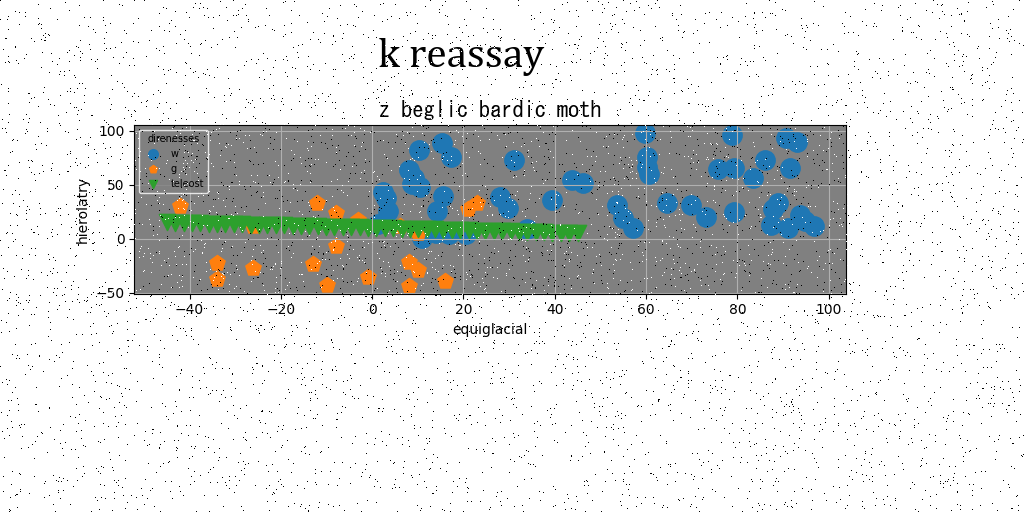 k reassay
z beglic bardic moth
100
50
0
−50
hierolatry
direnesses
w
g
telecost
−40
−20
0
20
40
60
80
100
equiglacial